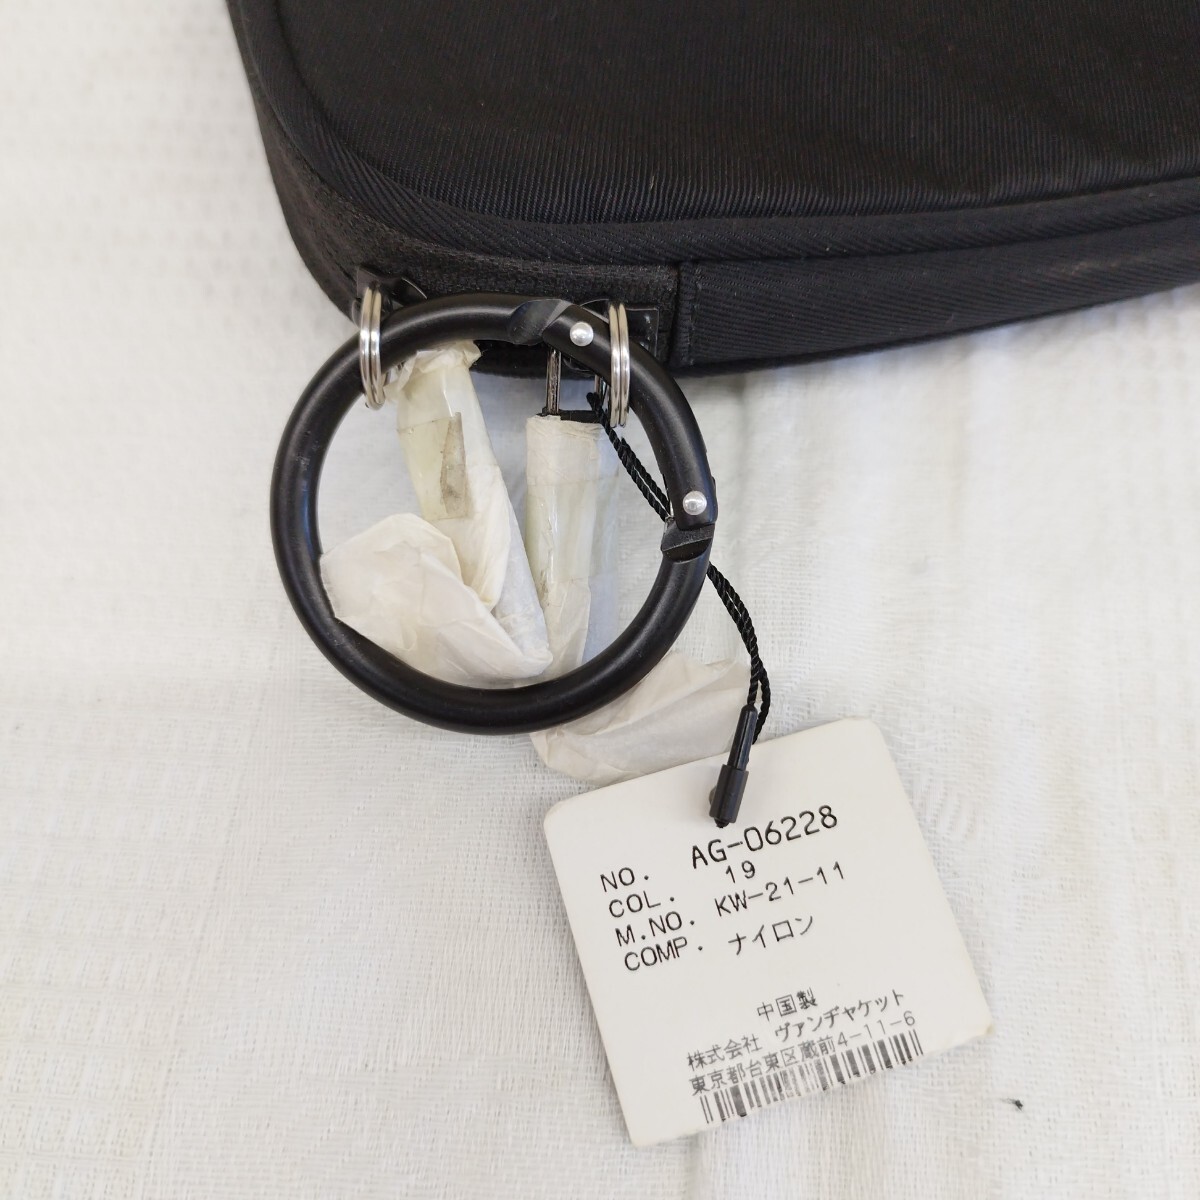 NO. AG-06228
COL. 19
M.NO. KW-21-11
COMP. ナイロン
中国製
株式会社 ヴァンヂャケット
東京都台東区蔵前4-11-6